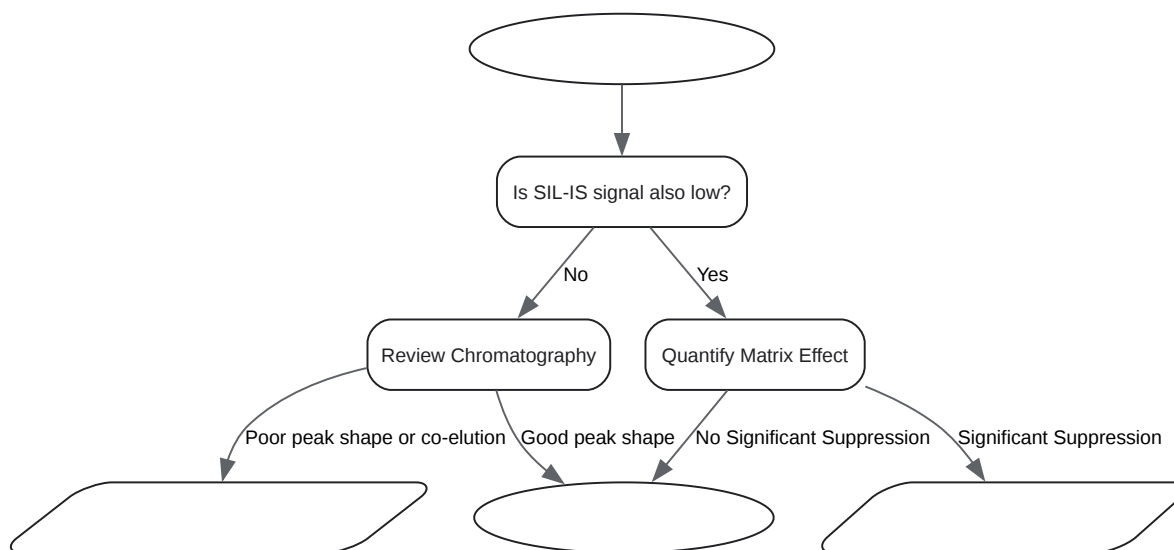 Is SIL-IS signal also low?
No
Yes
Review Chromatography
Quantify Matrix Effect
Poor peak shape or co-elution
Good peak shape
No Significant Suppression
Significant Suppression